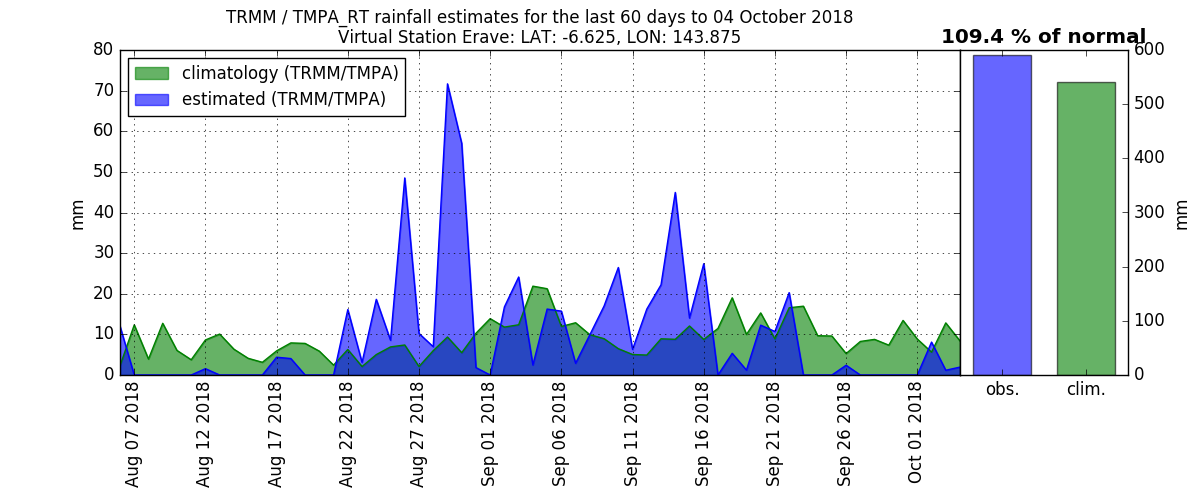 TRMM / TMPA_RT rainfall estimates for the last 60 days to 04 October 2018
Virtual Station Erave: LAT: -6.625, LON: 143.875
109.4 % of normal
climatology (TRMM/TMPA)
estimated (TRMM/TMPA)
80
70
60
50
40
30
20
10
0
mm
Aug 07 2018
Aug 12 2018
Aug 17 2018
Aug 22 2018
Aug 27 2018
Sep 01 2018
Sep 06 2018
Sep 11 2018
Sep 16 2018
Sep 21 2018
Sep 26 2018
Oct 01 2018
obs.
clim.
600
500
400
300
200
100
0
mm